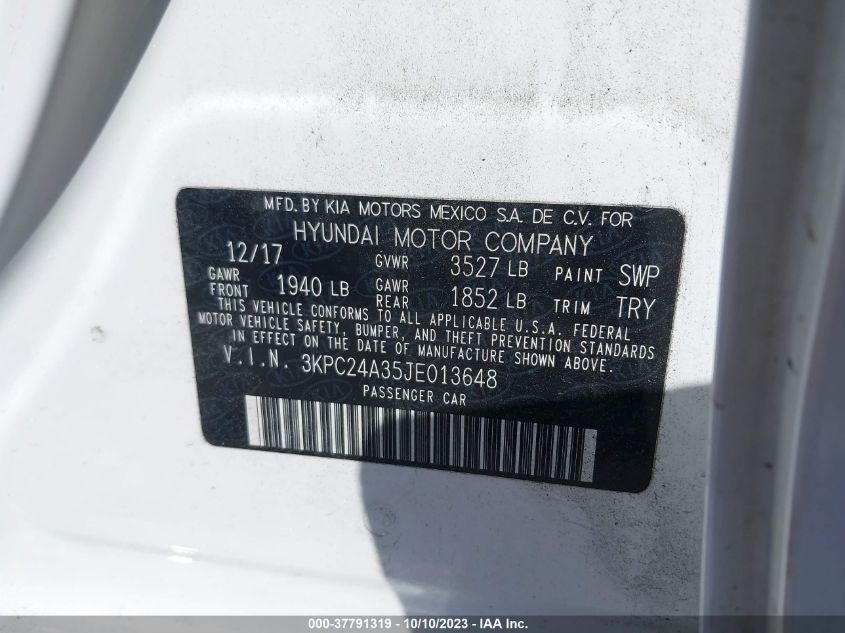 MFD. BY KIA MOTORS MEXICO S.A. DE C.V. FOR
HYUNDAI MOTOR COMPANY
12/17 GVWR 3527 LB PAINT SWP
GAWR FRONT 1940 LB GAWR REAR 1852 LB TRIM TRY
THIS VEHICLE CONFORMS TO ALL APPLICABLE U.S.A. FEDERAL
MOTOR VEHICLE SAFETY, BUMPER, AND THEFT PREVENTION STANDARDS
IN EFFECT ON THE DATE OF MANUFACTURE SHOWN ABOVE.
V.I.N. 3KPC24A35JE013648
PASSENGER CAR
000-37791319 - 10/10/2023 - IAA Inc.